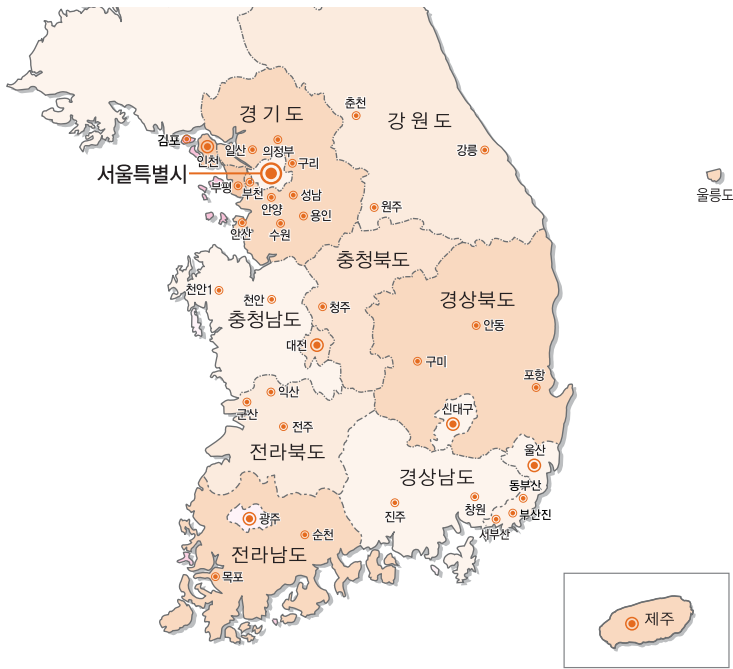 춘천
경기도
강원도
김포
일산
의정부
강릉
인천
구리
서울특별시
부평
부천
성남
울릉도
안양
용인
원주
안산
수원
충청북도
천안1
천안
경상북도
청주
충청남도
안동
대전
구미
포항
익산
군산
신대구
전주
전라북도
울산
경상남도
동부산
창원
부산진
진주
광주
서부산
순천
전라남도
목포
제주